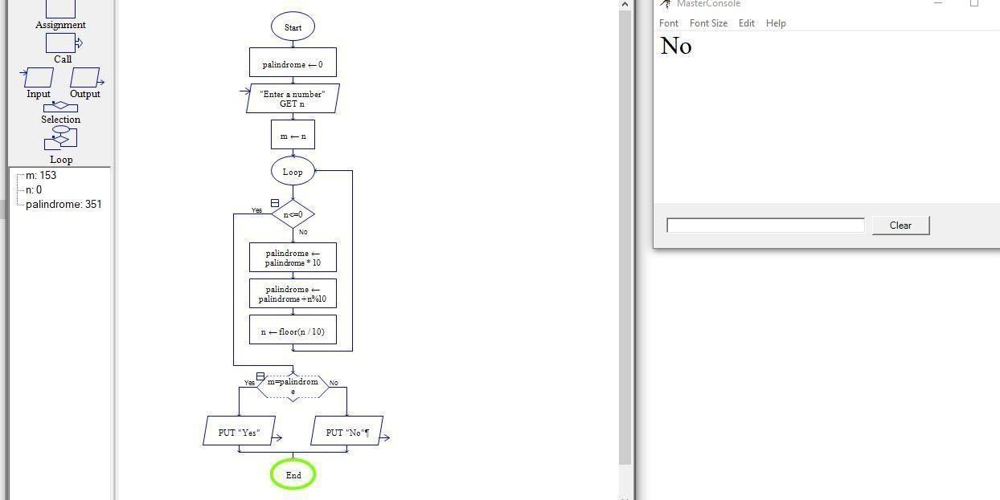 Assignment
Call
Input
Output
Selection
Loop
m: 153
n: 0
palindrome: 351
Start
palindrome ← 0
"Enter a number"
GET n
m ← n
Loop
Yes
n<=0
No
palindrome ←
palindrome * 10
palindrome ←
palindrome+n%10
n ← floor(n / 10)
Yes
m=palindrom
e
No
PUT "Yes"
PUT "No"¶
End
MasterConsole
Font
Font Size
Edit
Help
No
Clear